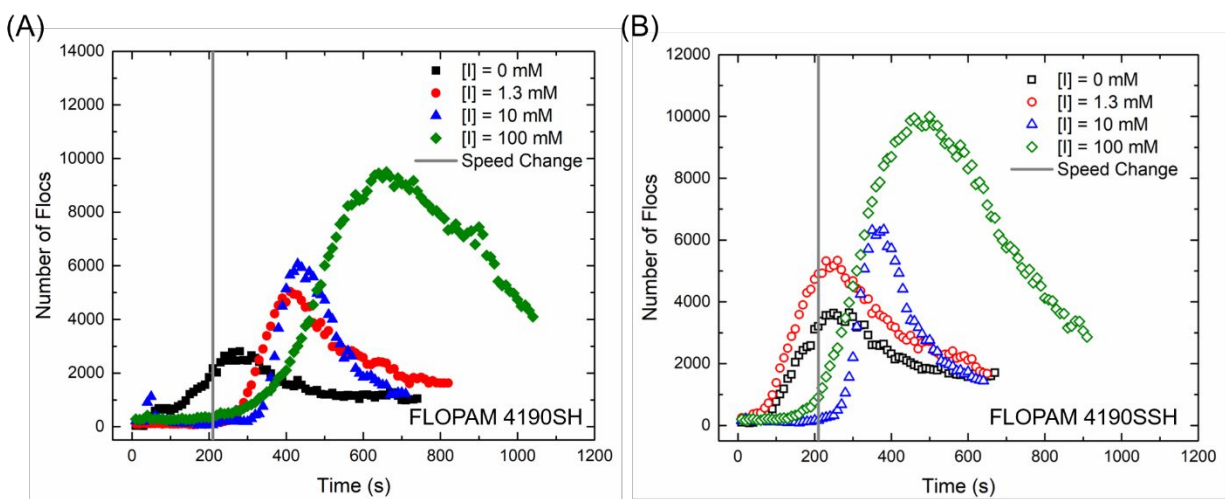 (A)
14000
12000
10000
8000
6000
4000
2000
0
Number of Flocs
[I] = 0 mM
[I] = 1.3 mM
[I] = 10 mM
[I] = 100 mM
Speed Change
FLOPAM 4190SH
0 200 400 600 800 1000 1200
Time (s)
(B)
12000
10000
8000
6000
4000
2000
0
Number of Flocs
[I] = 0 mM
[I] = 1.3 mM
[I] = 10 mM
[I] = 100 mM
Speed Change
FLOPAM 4190SSH
0 200 400 600 800 1000 1200
Time (s)